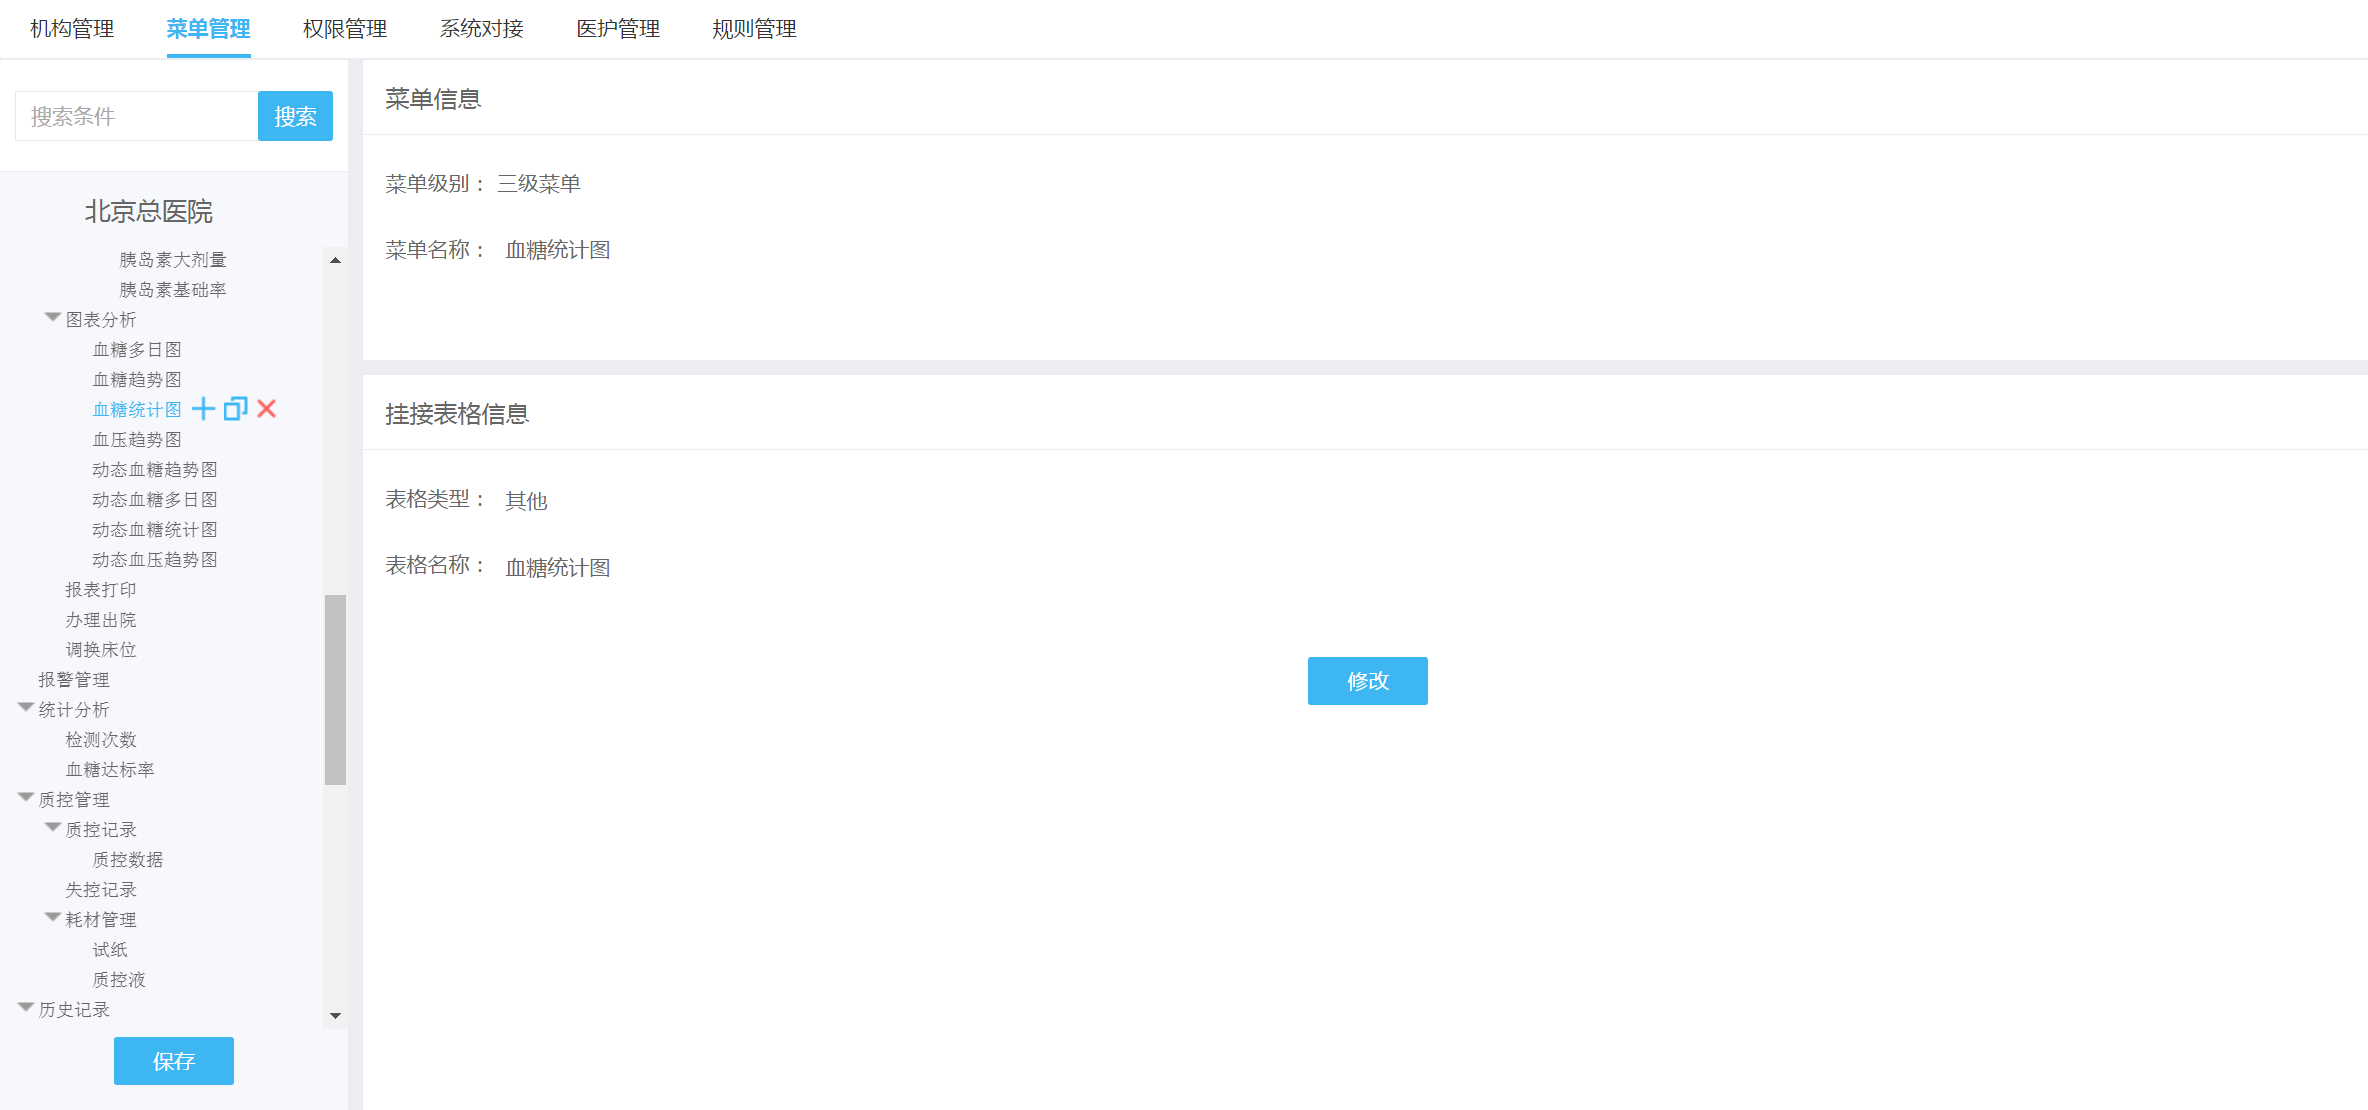 机构管理 菜单管理 权限管理 系统对接 医护管理 规则管理
搜索条件 搜索
北京总医院
胰岛素大剂量
胰岛素基础率
图表分析
血糖多日图
血糖趋势图
血糖统计图
血压趋势图
动态血糖趋势图
动态血糖多日图
动态血糖统计图
动态血压趋势图
报表打印
办理出院
调换床位
报警管理
统计分析
检测次数
血糖达标率
质控管理
质控记录
质控数据
失控记录
耗材管理
试纸
质控液
历史记录
保存
菜单信息
菜单级别： 三级菜单
菜单名称： 血糖统计图
挂接表格信息
表格类型： 其他
表格名称： 血糖统计图
修改